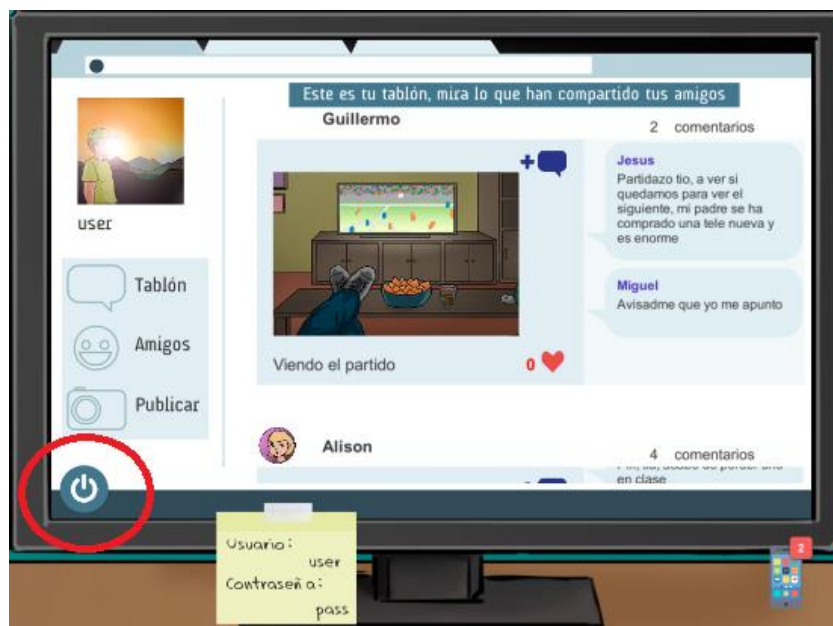 Este es tu tablón, mira lo que han compartido tus amigos
user
Tablón
Amigos
Publicar
Guillermo
2 comentarios
Jesus
Partidazo tio, a ver si
quedamos para ver el
siguiente, mi padre se ha
comprado una tele nueva y
es enorme
Miguel
Avisadme que yo me apunto
Viendo el partido
0
Alison
4 comentarios
en clase
Usuario:
user
Contraseña:
pass
2